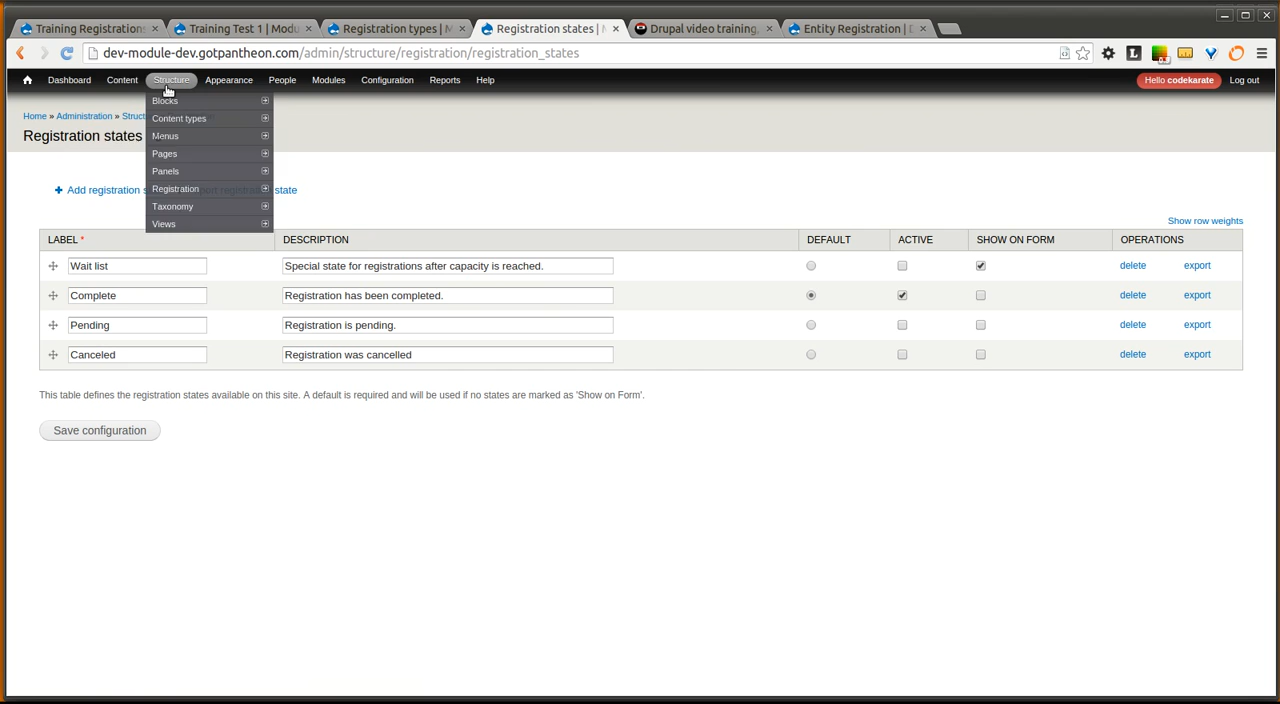 Training Registrations
Training Test 1 | Modu
Registration types | M
Registration states |
Drupal video training,
Entity Registration | D
dev-module-dev.gotpantheon.com/admin/structure/registration/registration_states
Dashboard Content Structure Appearance People Modules Configuration Reports Help Hello codekarate Log out
Blocks
Home » Administration » Struct
Content types
Registration states
Menus
Pages
Panels
Registration
Add registration s
state
Taxonomy
Views
Show row weights
LABEL * DESCRIPTION DEFAULT ACTIVE SHOW ON FORM OPERATIONS
Wait list Special state for registrations after capacity is reached. delete export
Complete Registration has been completed. delete export
Pending Registration is pending. delete export
Canceled Registration was cancelled delete export
This table defines the registration states available on this site. A default is required and will be used if no states are marked as 'Show on Form'.
Save configuration